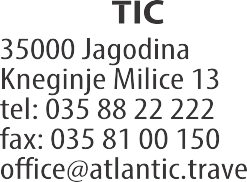 TIC
35000 Jagodina
Kneginje Milice 13
tel: 035 88 22 222
fax: 035 81 00 150
office@atlantic.trave